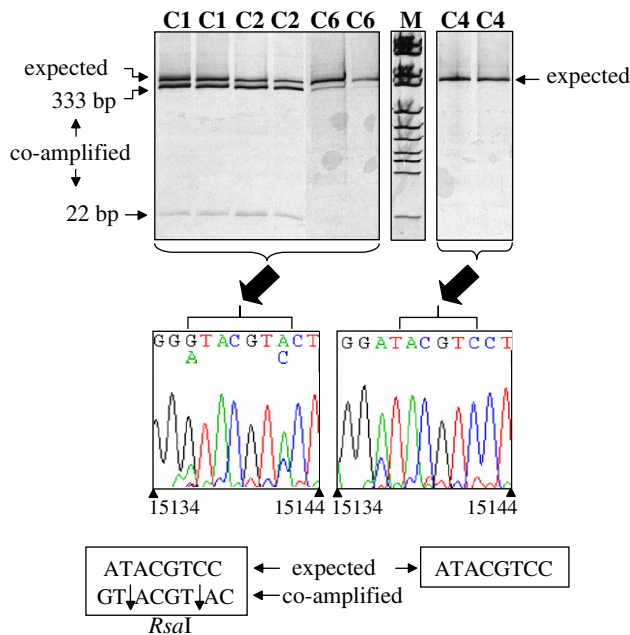 C1 C1 C2 C2 C6 C6 M C4 C4
expected
expected
333 bp
co-amplified
22 bp
GGGTACGTACT
A C
GGATACGTCCT
15134 15144 15134 15144
ATACGTCC expected ATACGTCC
GT ACGT AC co-amplified
RsaI